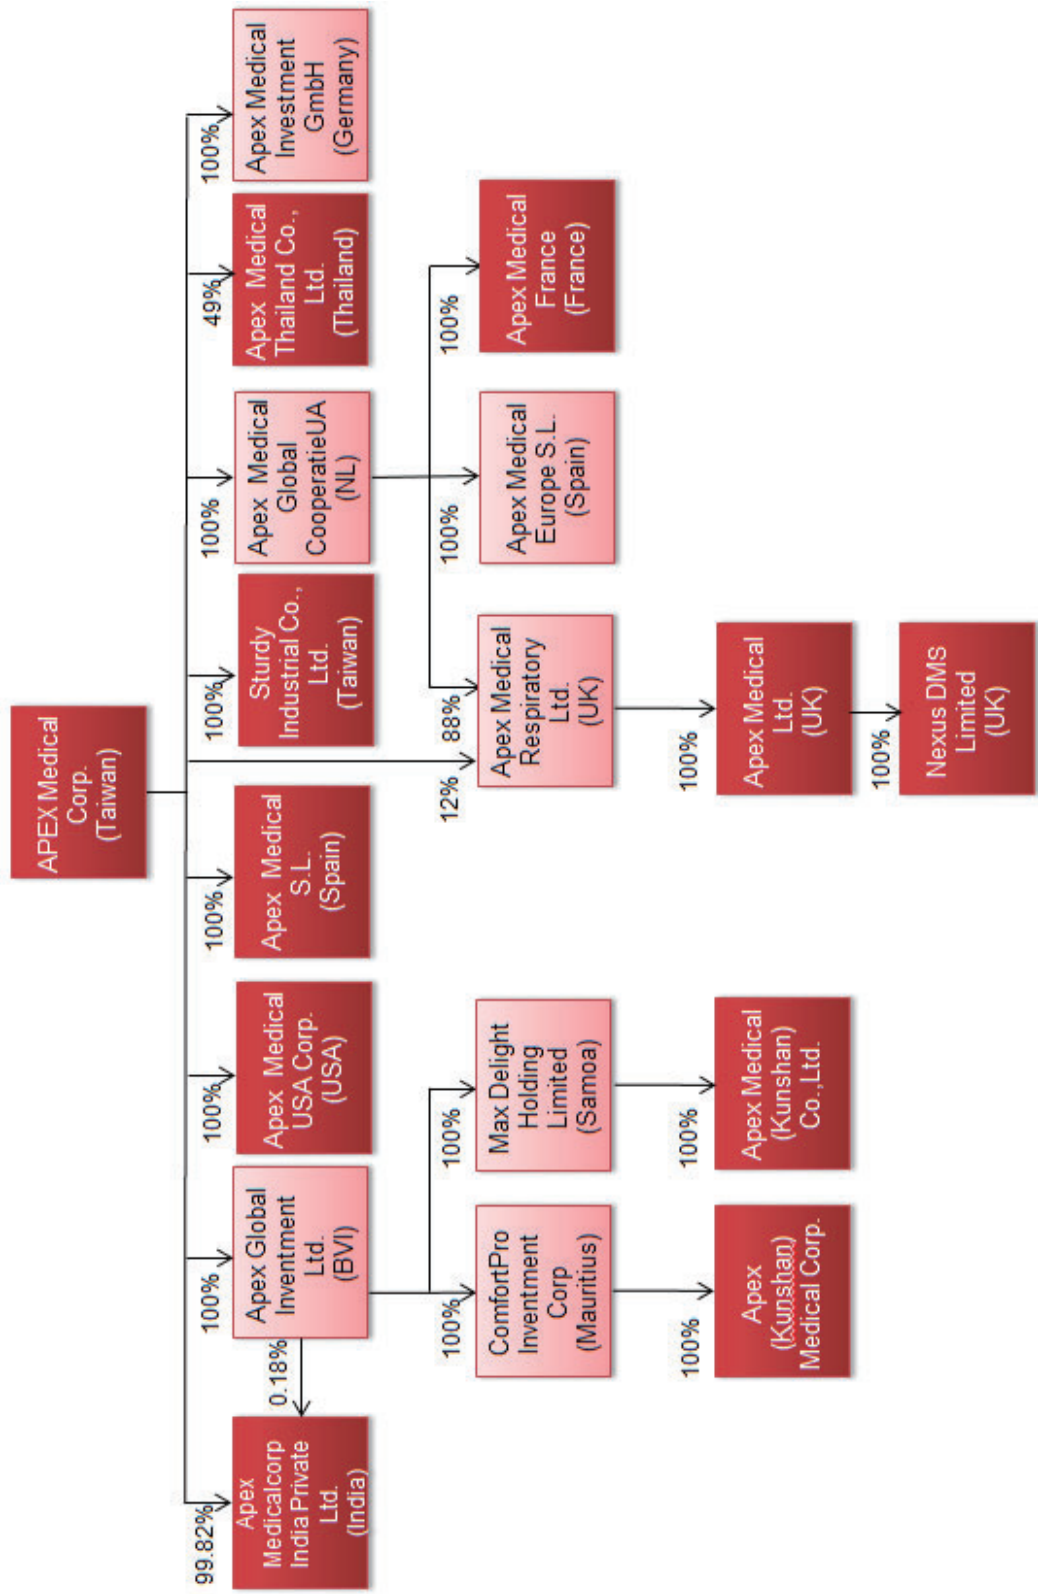 APEX Medical
Corp.
(Taiwan)
99.82%
Apex
Medicalcorp
India Private
Ltd.
(India)
0.18%
100%
Apex Global
Inventment
Ltd.
(BVI)
100%
Apex  Medical
USA Corp.
(USA)
100%
Apex  Medical
S.L.
(Spain)
100%
Sturdy
Industrial Co.,
Ltd.
(Taiwan)
100%
Apex  Medical
Global
CooperatieUA
(NL)
49%
Apex  Medical
Thailand Co.,
Ltd.
(Thailand)
100%
Apex Medical
Investment
GmbH
(Germany)
100%
ComfortPro
Inventment
Corp
(Mauritius)
100%
Max Delight
Holding
Limited
(Samoa)
12%
88%
Apex Medical
Respiratory
Ltd.
(UK)
100%
Apex Medical
Europe S.L.
(Spain)
100%
Apex Medical
France
(France)
100%
Apex
(Kunshan)
Medical Corp.
100%
Apex Medical
(Kunshan)
Co.,Ltd.
100%
Apex Medical
Ltd.
(UK)
100%
Nexus DMS
Limited
(UK)